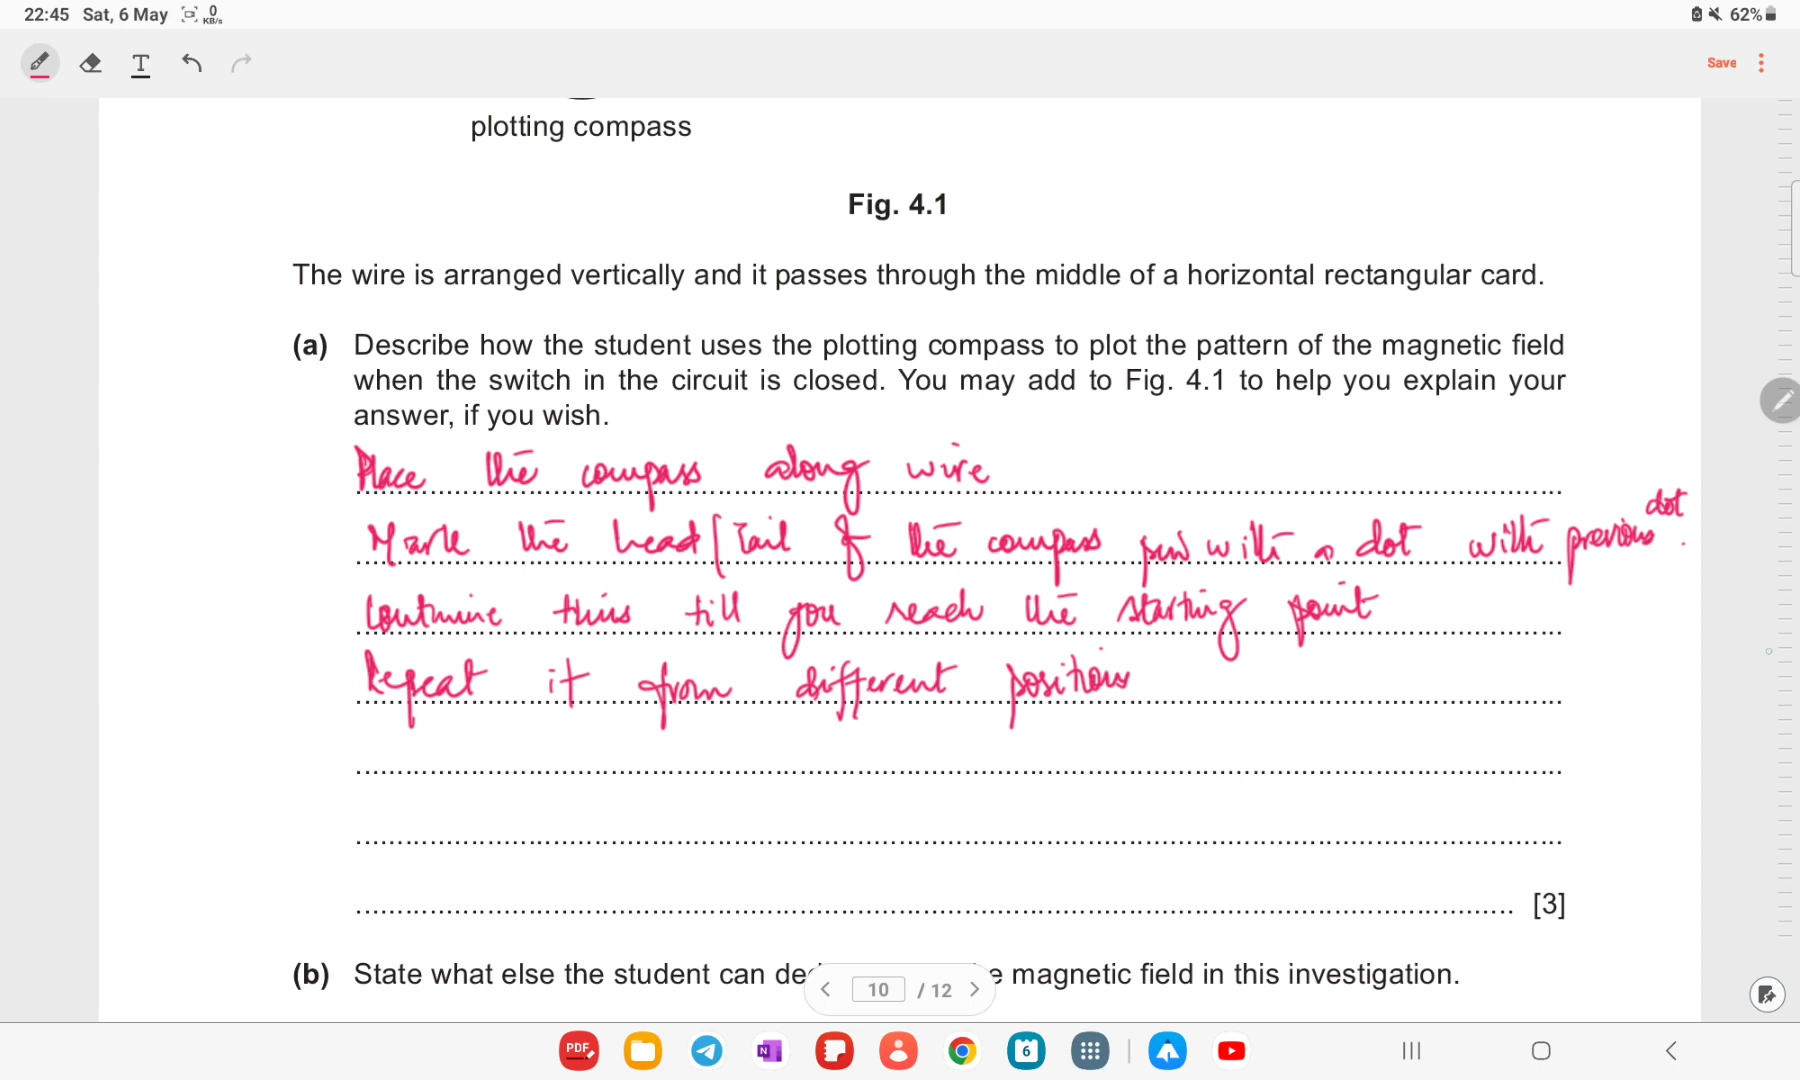 22:45 Sat, 6 May 0 KB/s 62%
T Save
plotting compass
Fig. 4.1
The wire is arranged vertically and it passes through the middle of a horizontal rectangular card.
(a) Describe how the student uses the plotting compass to plot the pattern of the magnetic field
when the switch in the circuit is closed. You may add to Fig. 4.1 to help you explain your
answer, if you wish.
Place the compass along wire
dot
Mark the head/tail of the compass with a dot with previous.
Continue this till you reach the starting point
Repeat it from different positions
[3]
(b) State what else the student can de e magnetic field in this investigation.
10 / 12
PDF N 6